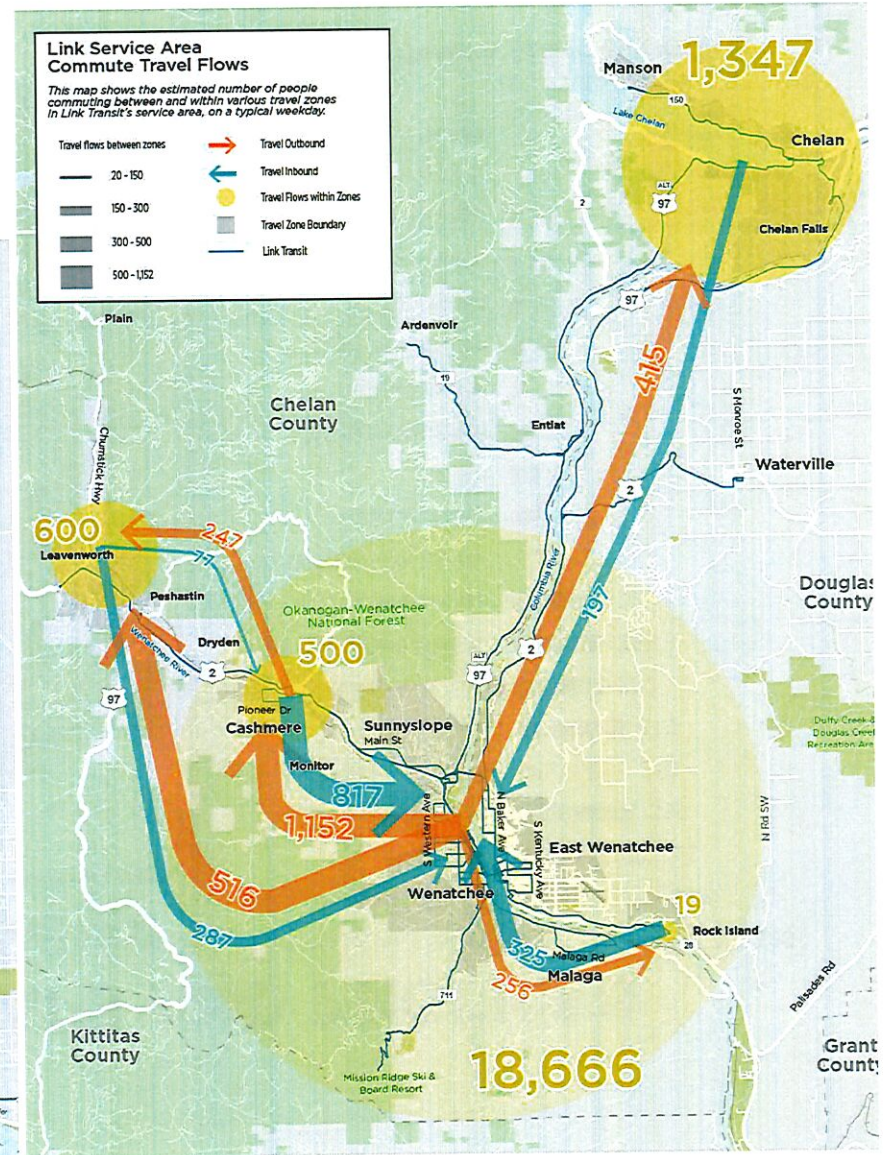 Link Service Area
Commute Travel Flows
This map shows the estimated number of people
commuting between and within various travel zones
in Link Transit's service area, on a typical weekday.
Travel flows between zones
20 - 150
150 - 300
300 - 500
500 - 1,152
Travel Outbound
Travel Inbound
Travel Flows within Zones
Travel Zone Boundary
Link Transit
1,347
Manson
150
Lake Chelan
Chelan
2
ALT
97
Chelan Falls
97
Plain
Ardenvoir
19
415
Chelan
County
S Monroe St
Entiat
Chumstick Hwy
Waterville
2
600
247
Leavenworth
77
Columbia River
Douglas
County
Peshastin
197
Okanogan-Wenatchee
National Forest
Wenatchee River
Dryden
500
2
2
ALT
97
97
Pioneer Dr
Cashmere
Sunnyslope
Main St
Duffy Creek &
Douglas Creek
Recreation Area
Monitor
817
1,152
S Western Ave
N Baker Ave
S Kentucky Ave
N Rd SW
East Wenatchee
516
Wenatchee
19
287
Rock Island
325
Malaga Rd
28
256
Malaga
711
Palisades Rd
Kittitas
County
Grant
County
18,666
Mission Ridge Ski &
Board Resort